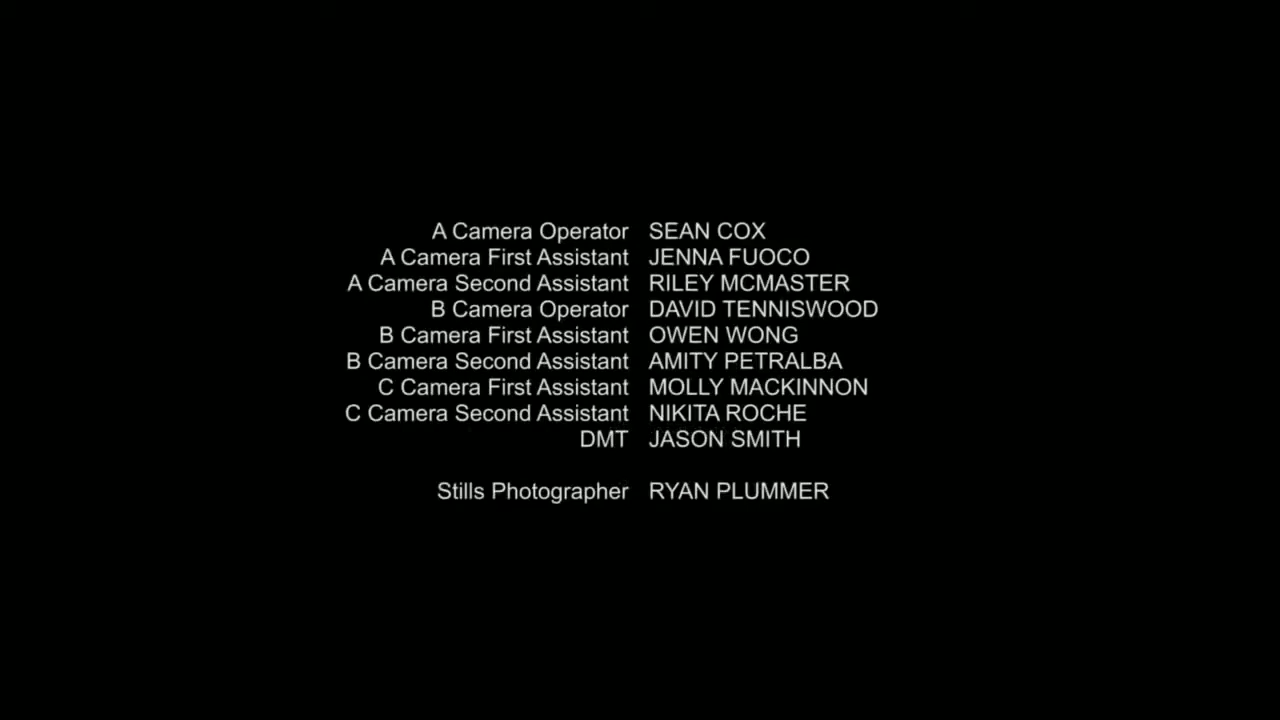 A Camera Operator SEAN COX
A Camera First Assistant JENNA FUOCO
A Camera Second Assistant RILEY MCMASTER
B Camera Operator DAVID TENNISWOOD
B Camera First Assistant OWEN WONG
B Camera Second Assistant AMITY PETRALBA
C Camera First Assistant MOLLY MACKINNON
C Camera Second Assistant NIKITA ROCHE
DMT JASON SMITH
Stills Photographer RYAN PLUMMER